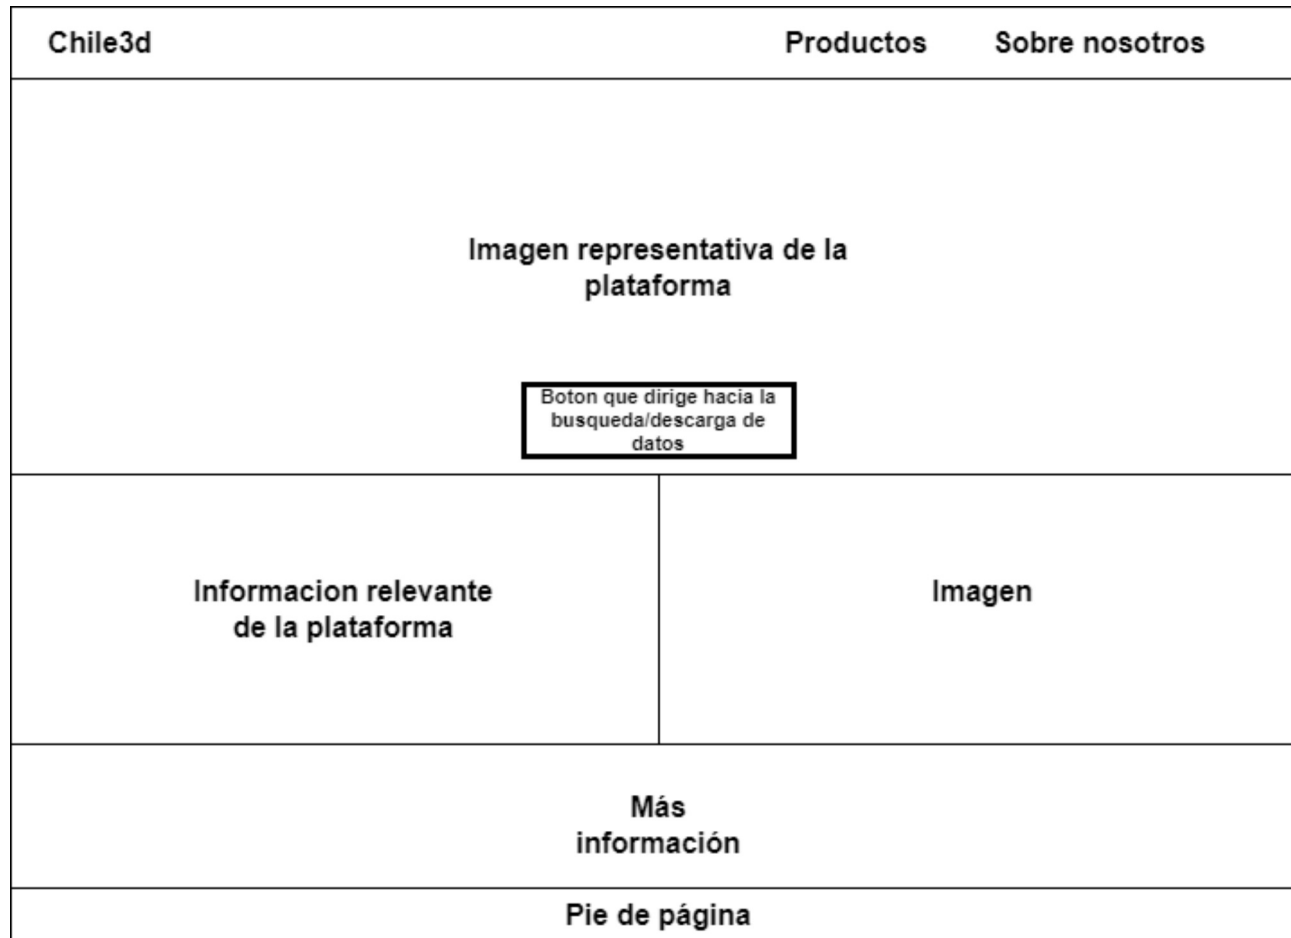 Chile3d
Productos
Sobre nosotros
Imagen representativa de la
plataforma
Boton que dirige hacia la
busqueda/descarga de
datos
Informacion relevante
de la plataforma
Imagen
Más
información
Pie de página